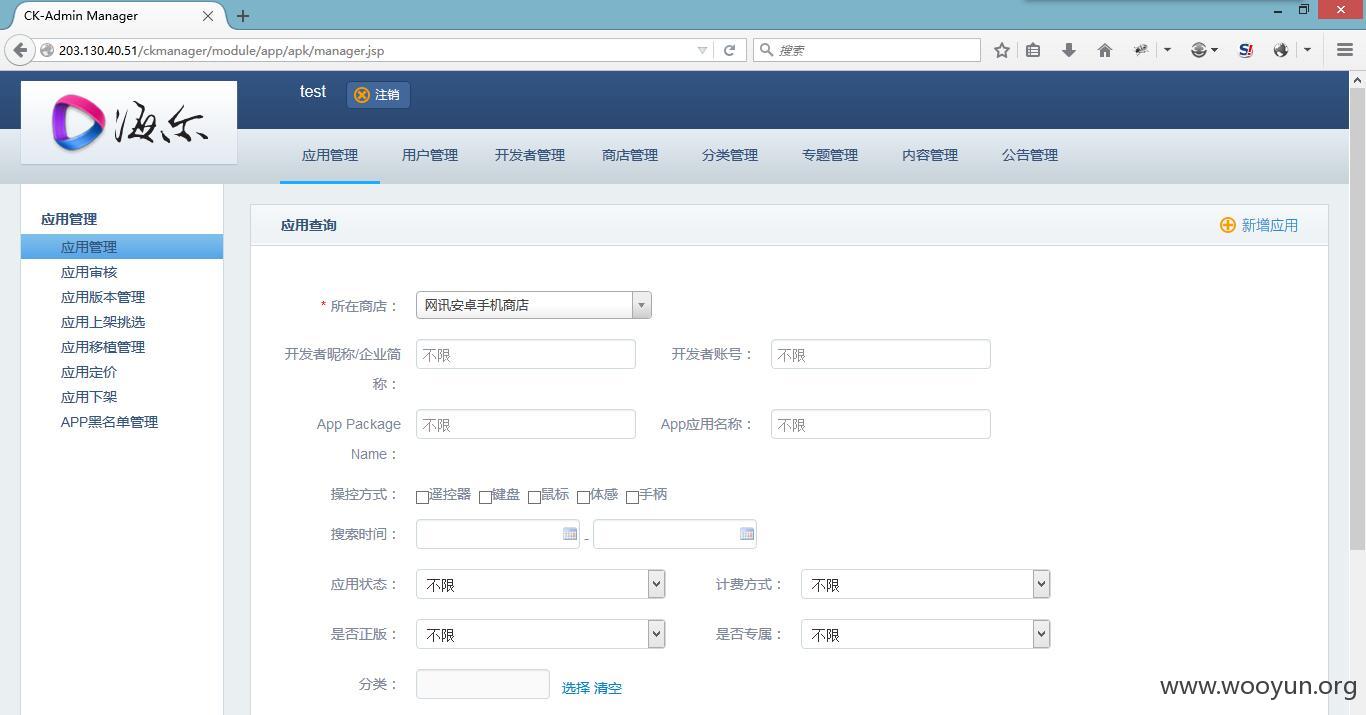 CK-Admin Manager
203.130.40.51/ckmanager/module/app/apk/manager.jsp
搜索
海尔
test
注销
应用管理 用户管理 开发者管理 商店管理 分类管理 专题管理 内容管理 公告管理
应用管理
应用管理
应用审核
应用版本管理
应用上架挑选
应用移植管理
应用定价
应用下架
APP黑名单管理
应用查询
新增应用
* 所在商店： 网讯安卓手机商店
开发者昵称/企业简称： 不限 开发者账号： 不限
App Package Name： 不限 App应用名称： 不限
操控方式： 遥控器 键盘 鼠标 体感 手柄
搜索时间： -
应用状态： 不限 计费方式： 不限
是否正版： 不限 是否专属： 不限
分类： 选择 清空
www.wooyun.org